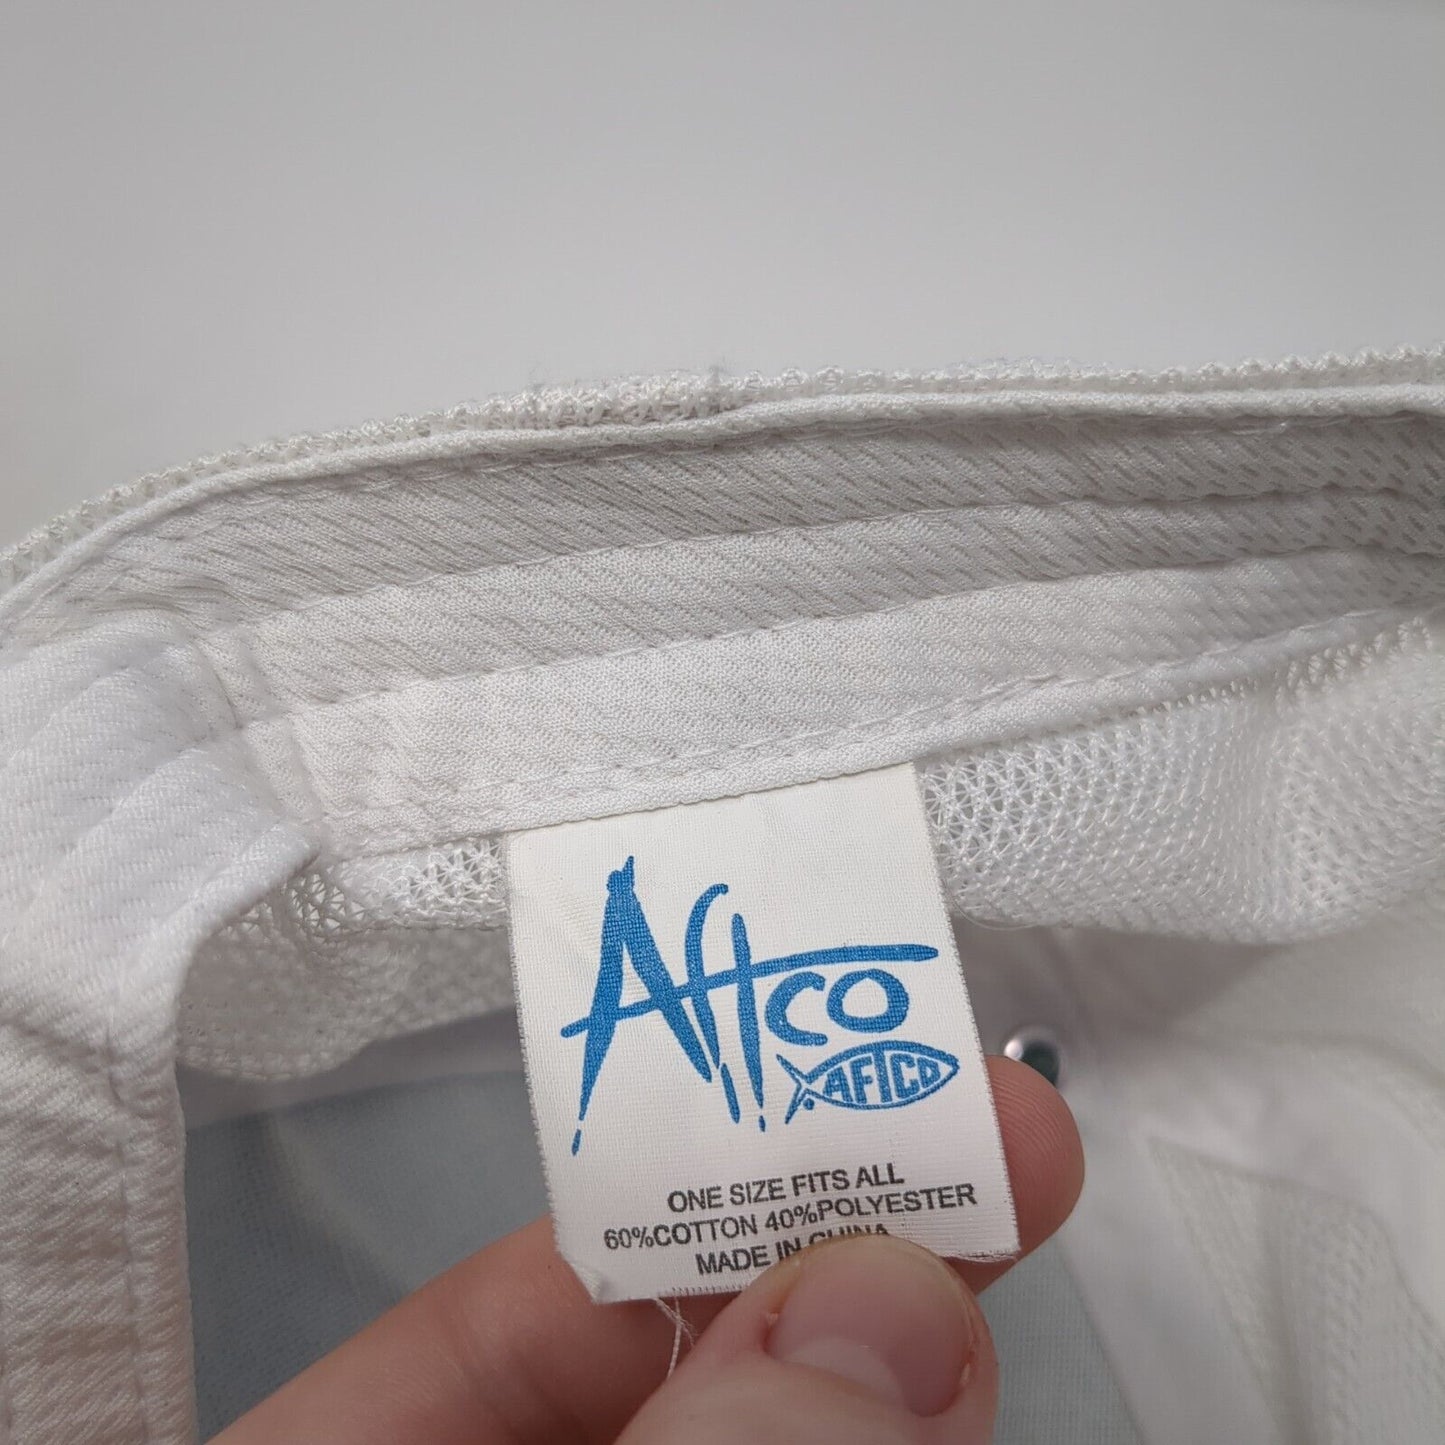 Aftco
AFTCO
ONE SIZE FITS ALL
60%COTTON 40%POLYESTER
MADE IN CHINA